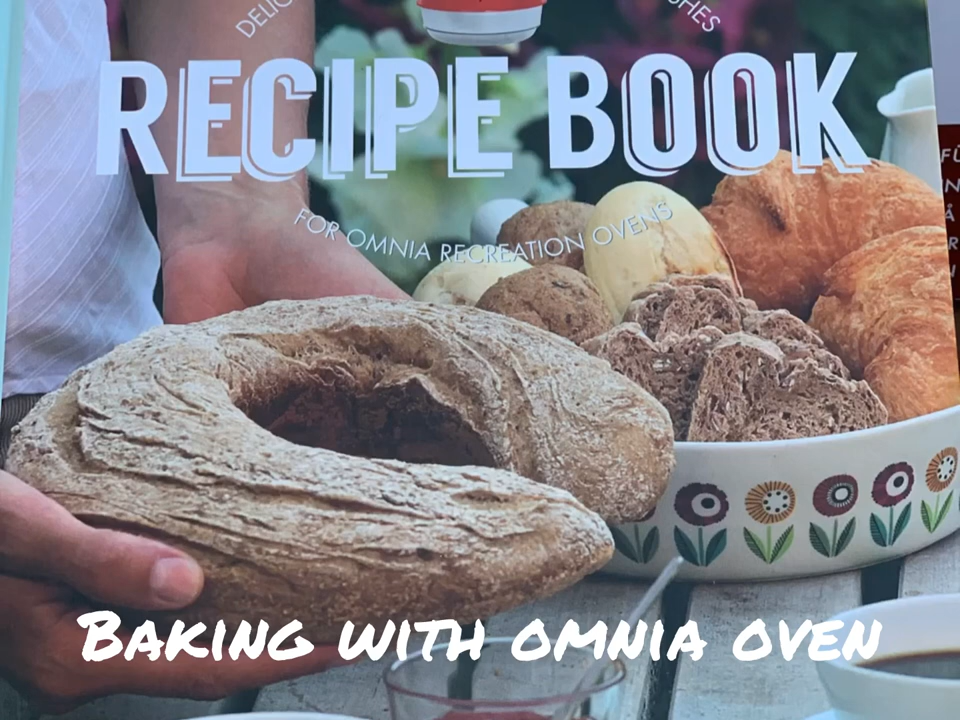 RECIPE BOOK
FOR OMNIA RECREATION OVENS
BAKING WITH OMNIA OVEN